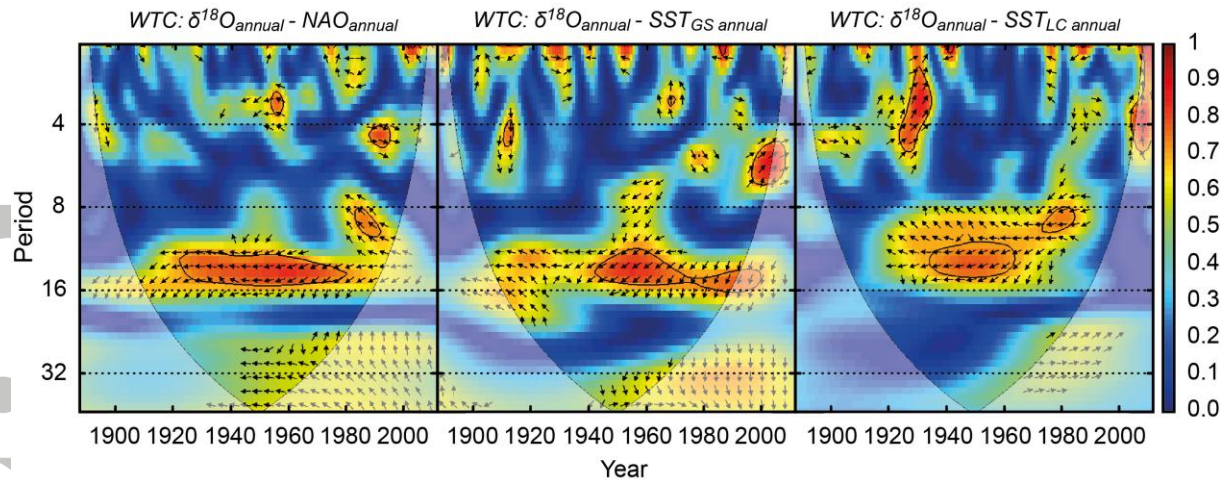 WTC: δ¹⁸Oannual - NAOannual
WTC: δ¹⁸Oannual - SSTGS annual
WTC: δ¹⁸Oannual - SSTLC annual
Period
4
8
16
32
1900 1920 1940 1960 1980 2000
1900 1920 1940 1960 1980 2000
1900 1920 1940 1960 1980 2000
Year
1
0.9
0.8
0.7
0.6
0.5
0.4
0.3
0.2
0.1
0.0